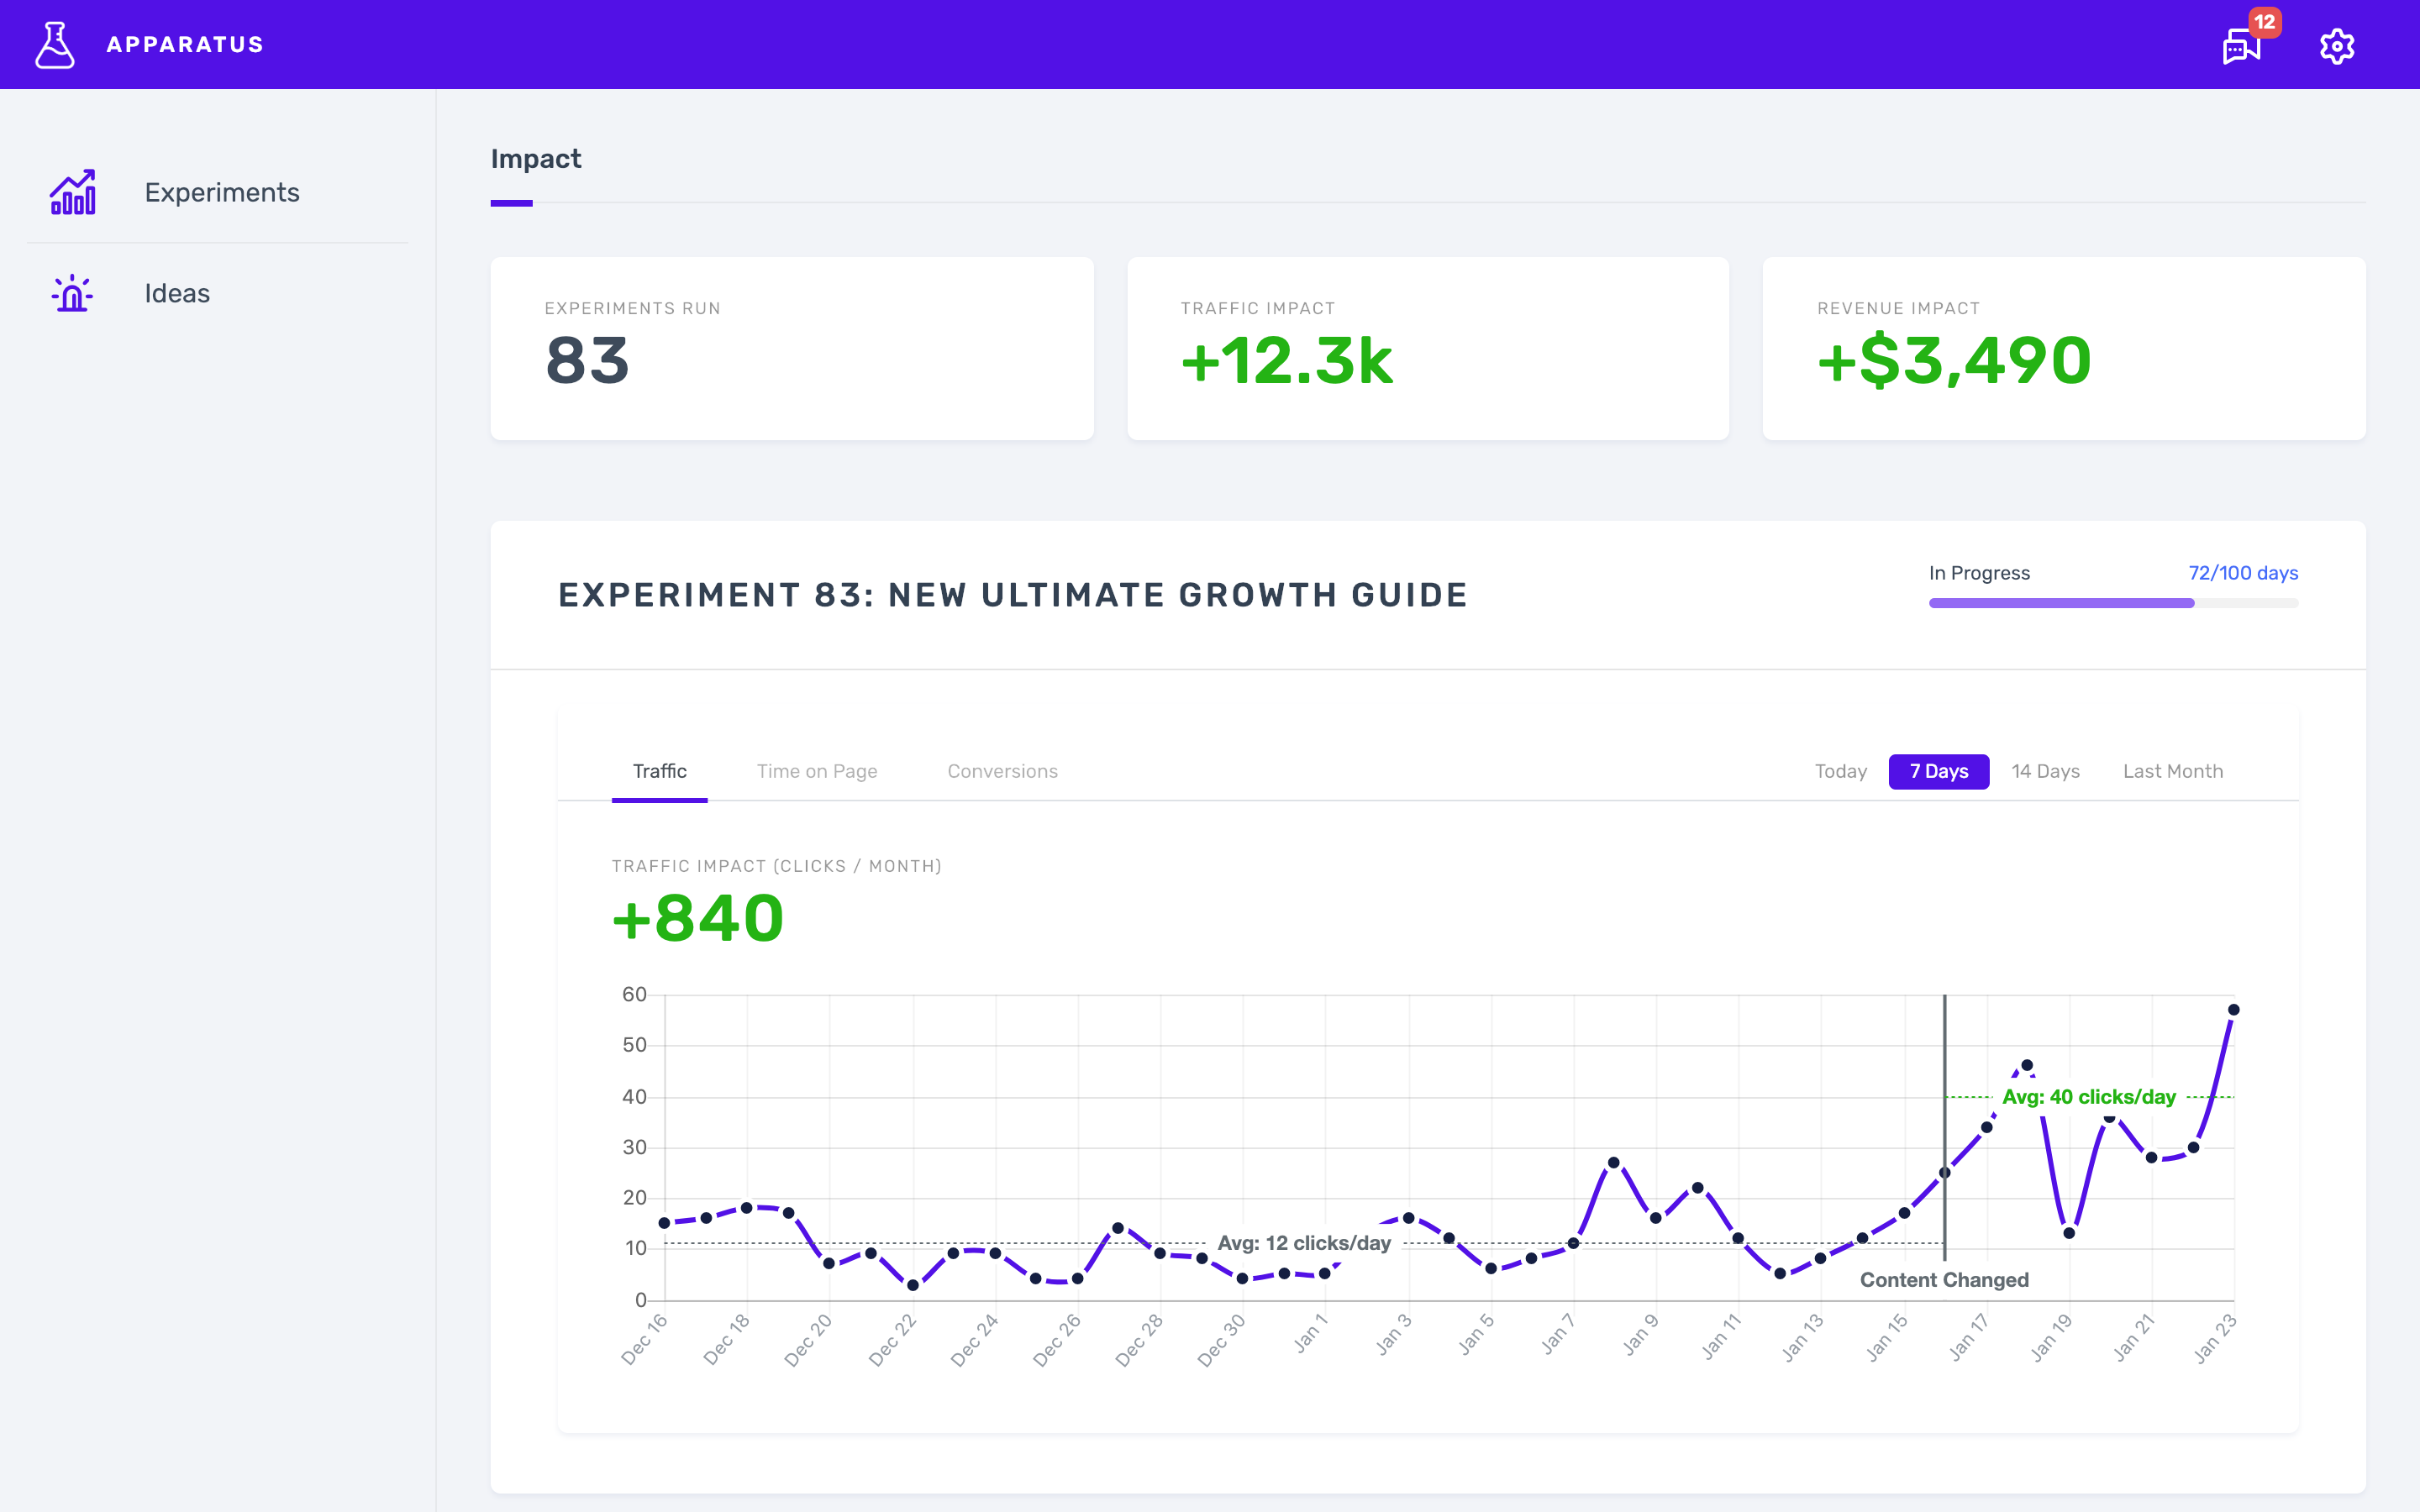 APPARATUS
12
Experiments
Ideas
Impact
EXPERIMENTS RUN
83
TRAFFIC IMPACT
+12.3k
REVENUE IMPACT
+$3,490
EXPERIMENT 83: NEW ULTIMATE GROWTH GUIDE
In Progress 72/100 days
Traffic Time on Page Conversions Today 7 Days 14 Days Last Month
TRAFFIC IMPACT (CLICKS / MONTH)
+840
60
50
40
30
20
10
0
Avg: 40 clicks/day
Avg: 12 clicks/day
Content Changed
Dec 16 Dec 18 Dec 20 Dec 22 Dec 24 Dec 26 Dec 28 Dec 30 Jan 1 Jan 3 Jan 5 Jan 7 Jan 9 Jan 11 Jan 13 Jan 15 Jan 17 Jan 19 Jan 21 Jan 23